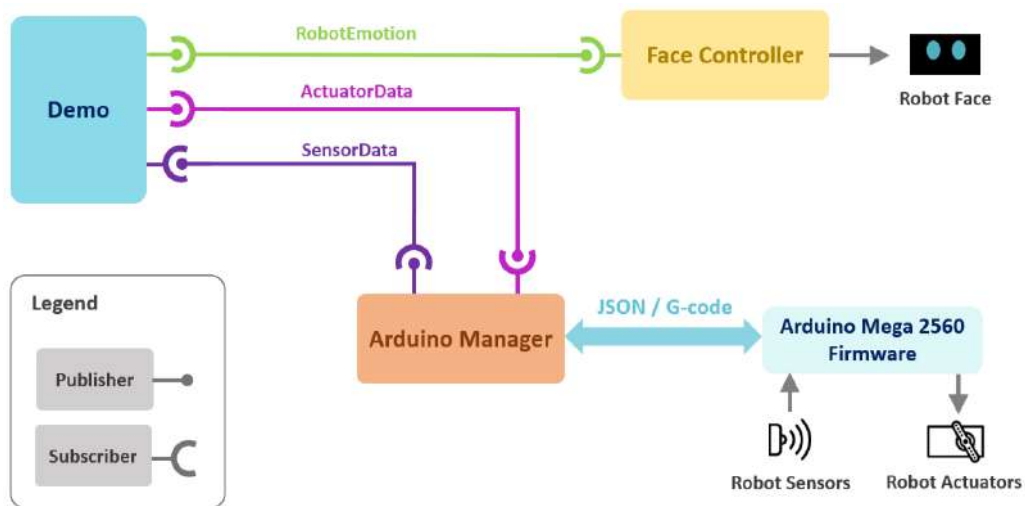 RobotEmotion
Face Controller
Robot Face
Demo
ActuatorData
SensorData
Legend
Publisher
Subscriber
Arduino Manager
JSON / G-code
Arduino Mega 2560
Firmware
Robot Sensors
Robot Actuators